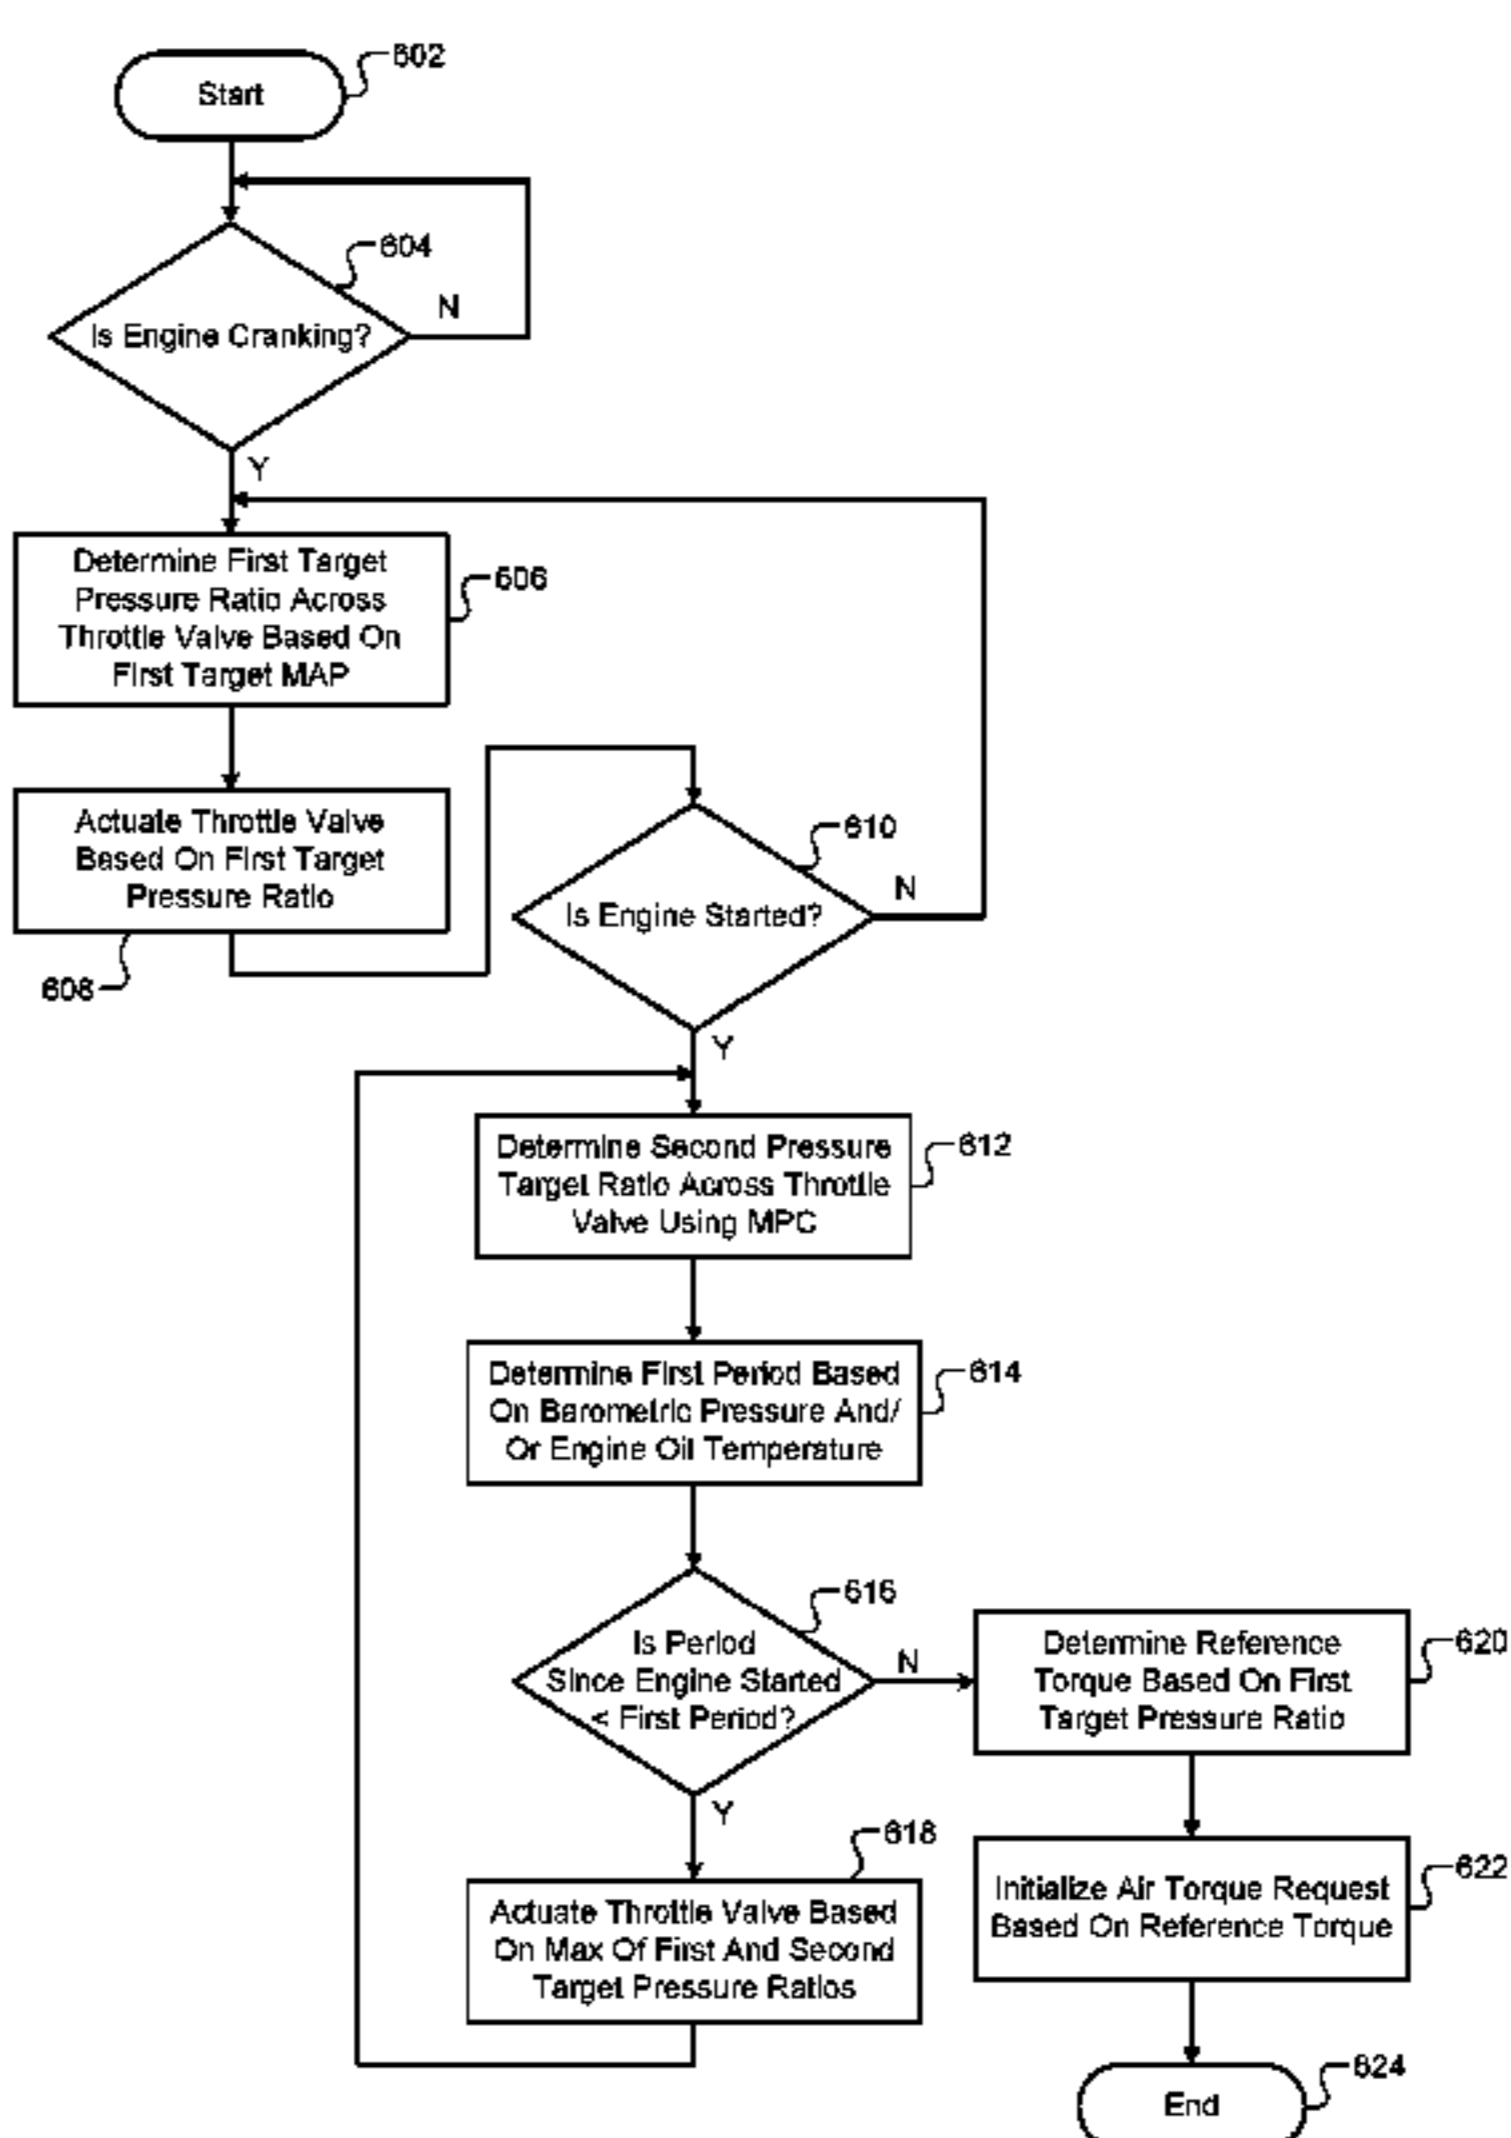 602
Start
604
N
Is Engine Cranking?
Y
Determine First Target
Pressure Ratio Across
Throttle Valve Based On
First Target MAP
606
Actuate Throttle Valve
Based On First Target
Pressure Ratio
608
610
N
Is Engine Started?
Y
Determine Second Pressure
Target Ratio Across Throttle
Valve Using MPC
612
Determine First Period Based
On Barometric Pressure And/
Or Engine Oil Temperature
614
616
Is Period
Since Engine Started
< First Period?
N
Y
Determine Reference
Torque Based On First
Target Pressure Ratio
620
618
Actuate Throttle Valve Based
On Max Of First And Second
Target Pressure Ratios
Initialize Air Torque Request
Based On Reference Torque
622
624
End